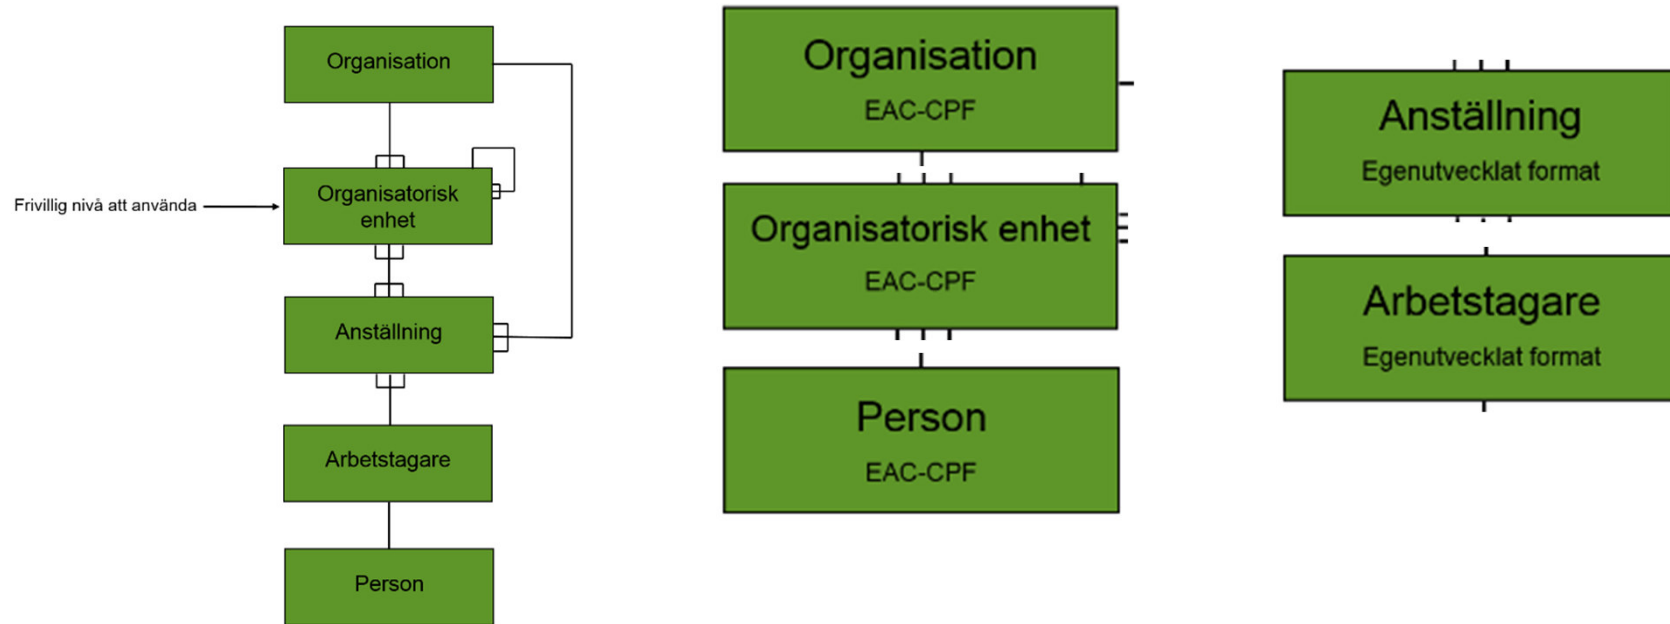 Organisation
Frivillig nivå att använda
Organisatorisk
enhet
Anställning
Arbetstagare
Person
Organisation
EAC-CPF
Organisatorisk enhet
EAC-CPF
Person
EAC-CPF
Anställning
Egenutvecklat format
Arbetstagare
Egenutvecklat format